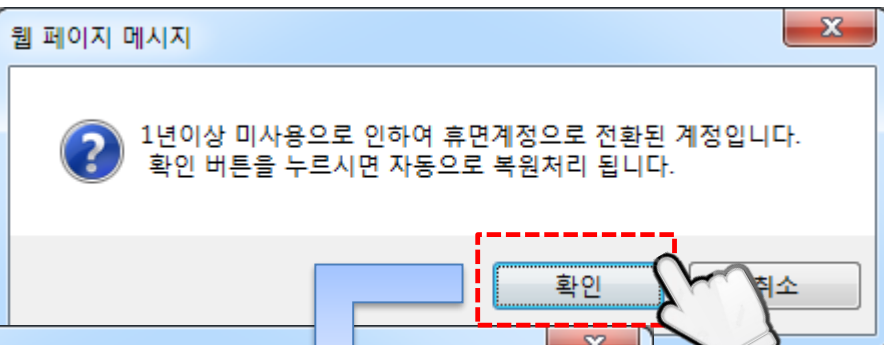 웹 페이지 메시지
1년이상 미사용으로 인하여 휴면계정으로 전환된 계정입니다.
확인 버튼을 누르시면 자동으로 복원처리 됩니다.
확인
취소